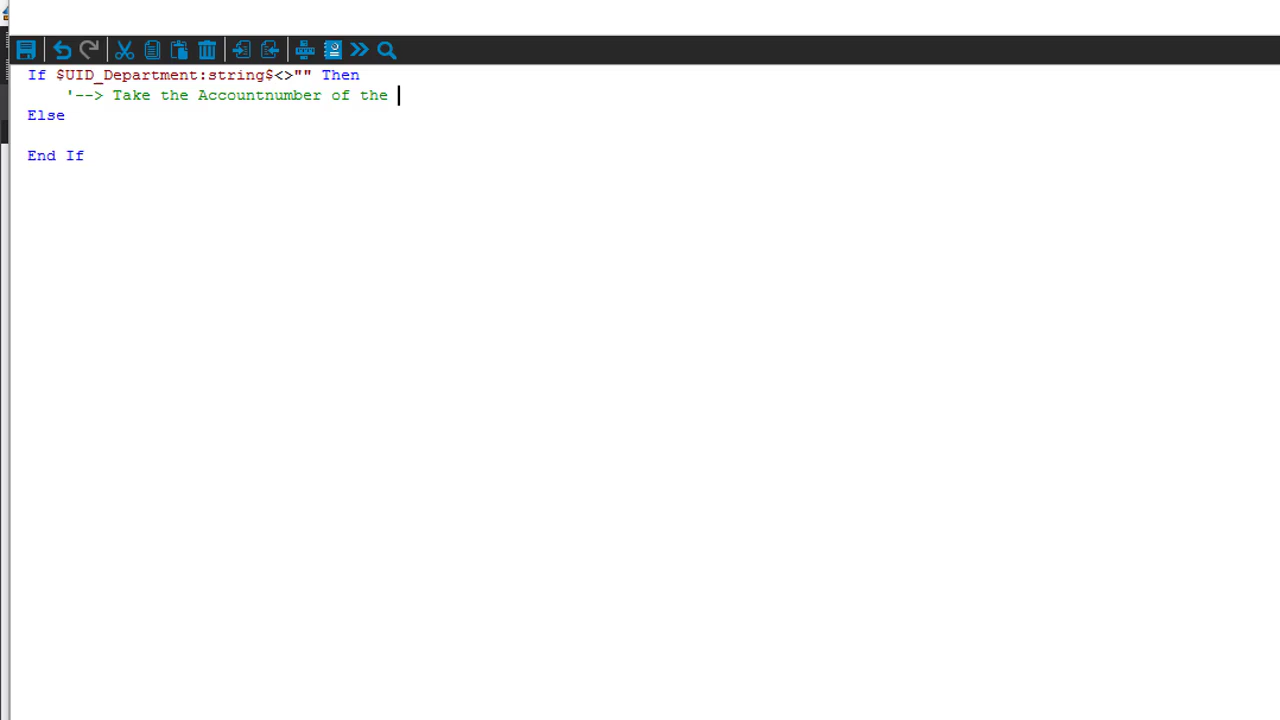 If $UID_Department:string$<>"" Then
    '--> Take the Accountnumber of the
Else
End If